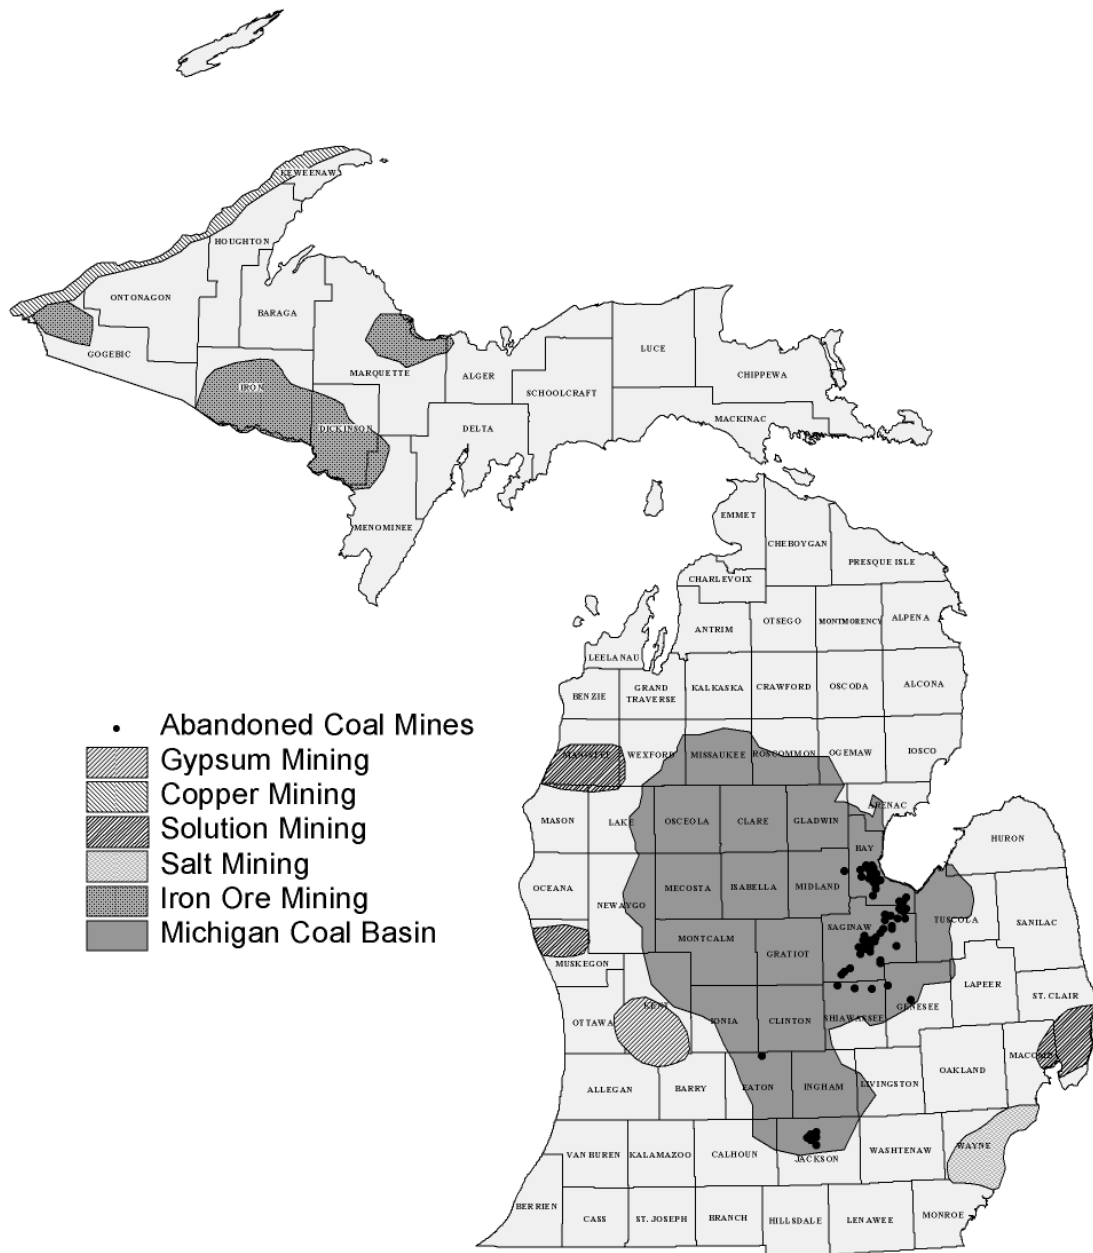 KEWEENAW
HOUGHTON
ONTONAGON
BARAGA
GOGEBIC
MARQUETTE
ALGER
LUCE
CHIPPEWA
SCHOOLCRAFT
IRON
MACKINAC
DICKINSON
DELTA
MENOMINEE
EMMET
CHEBOYGAN
PRESQUE ISLE
CHARLEVOIX
ANTRIM
OTSEGO
MONTMORENCY
ALPENA
LEELANAU
BENZIE
GRAND
TRAVERSE
KALKASKA
CRAWFORD
OSCODA
ALCONA
MANISTEE
WEXFORD
MISSAUKEE
ROSCOMMON
OGEMAW
IOSCO
Abandoned Coal Mines
Gypsum Mining
Copper Mining
Solution Mining
Salt Mining
Iron Ore Mining
Michigan Coal Basin
MASON
LAKE
OSCEOLA
CLARE
GLADWIN
ARENAC
HURON
BAY
OCEANA
NEWAYGO
MECOSTA
ISABELLA
MIDLAND
TUSCOLA
SANILAC
SAGINAW
MONTCALM
GRATIOT
MUSKEGON
LAPEER
ST. CLAIR
GENESEE
KENT
OTTAWA
IONIA
CLINTON
SHIAWASSEE
MACOMB
OAKLAND
ALLEGAN
BARRY
EATON
INGHAM
LIVINGSTON
VAN BUREN
KALAMAZOO
CALHOUN
JACKSON
WASHTENAW
WAYNE
BERRIEN
CASS
ST. JOSEPH
BRANCH
HILLSDALE
LENAWEE
MONROE